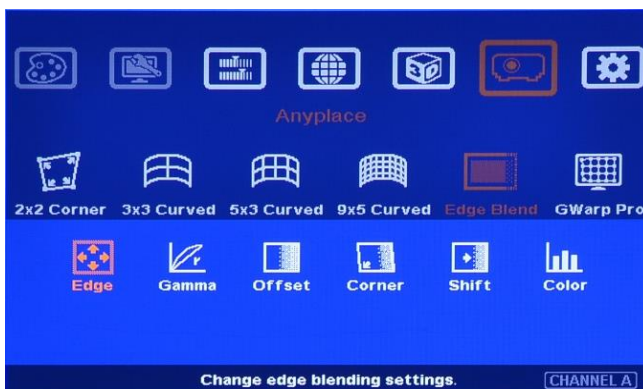 3D
Anyplace
2x2 Corner 3x3 Curved 5x3 Curved 9x5 Curved Edge Blend GWarp Pro
Edge Gamma Offset Corner Shift Color
Change edge blending settings. CHANNEL A